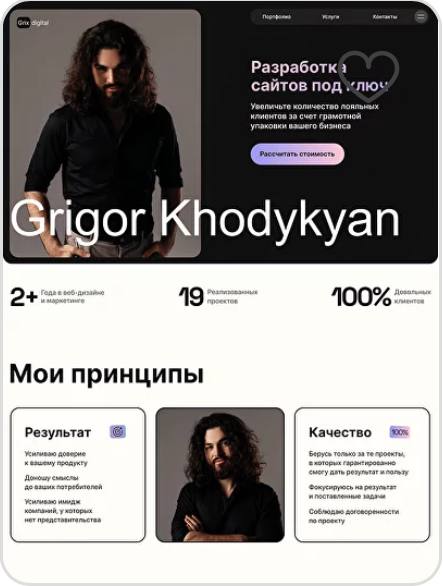 Grix digital
Портфолио Услуги Контакты
Разработка
сайтов под ключ
Увеличьте количество лояльных
клиентов за счет грамотной
упаковки вашего бизнеса
Рассчитать стоимость
Grigor Khodykyan
2+ Года в веб-дизайне
и маркетинге
19 Реализованных
проектов
100% Довольных
клиентов
Мои принципы
Результат
Усиливаю доверие
к вашему продукту
Доношу смыслы
до ваших потребителей
Усиливаю имидж
компаний, у которых
нет представительства
Качество 100%
Берусь только за те проекты,
в которых гарантированно
смогу дать результат и пользу
Фокусируюсь на результат
и поставленные задачи
Соблюдаю договоренности
по проекту